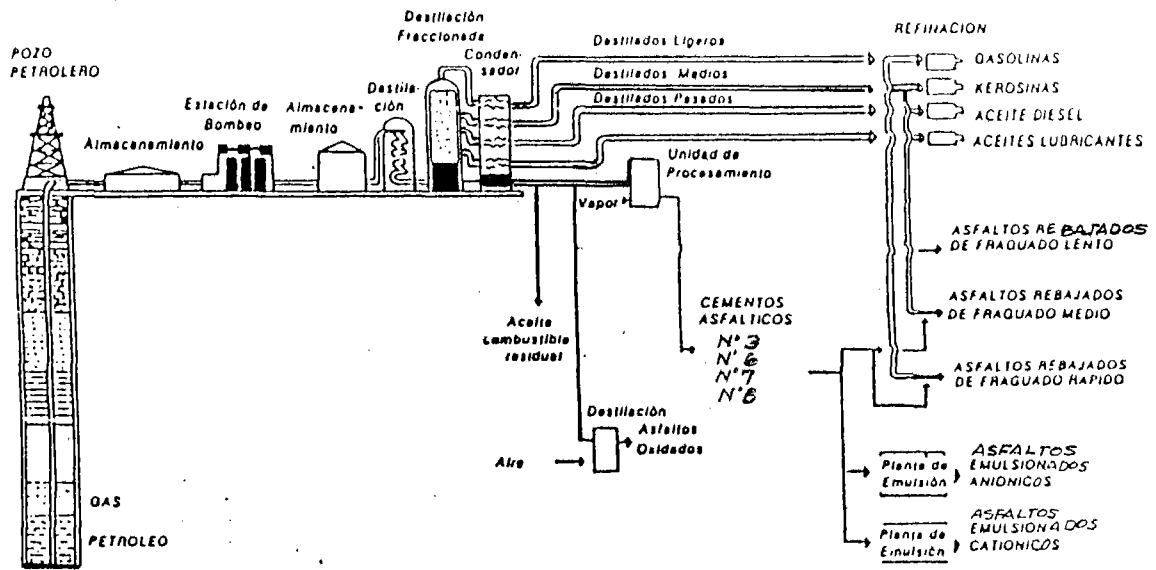 POZO
PETROLERO
Almacenamiento
Estación de
Bombeo
Almacena-
miento
Destila-
ción
Destilación
Fraccionada
Conden-
sador
Destilados Ligeros
Destilados Medios
Destilados Pesados
REFINACION
GASOLINAS
KEROSINAS
ACEITE DIESEL
ACEITES LUBRICANTES
Unidad de
Procesamiento
Vapor
Aceite
Combustible
residual
CEMENTOS
ASFALTICOS
N° 3
N° 6
N° 7
N° 8
Destilación
Aire
Asfaltos
Oxidados
ASFALTOS REBAJADOS
DE FRAGUADO LENTO
ASFALTOS REBAJADOS
DE FRAGUADO MEDIO
ASFALTOS REBAJADOS
DE FRAGUADO RAPIDO
Planta de
Emulsión
ASFALTOS
EMULSIONADOS
ANIONICOS
Planta de
Emulsión
ASFALTOS
EMULSIONADOS
CATIONICOS
GAS
PETROLEO